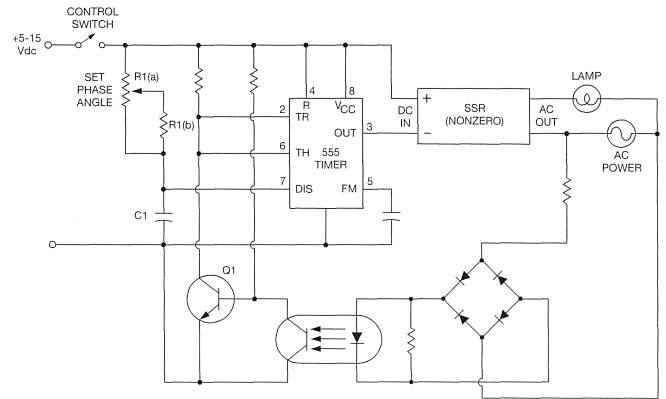 CONTROL
SWITCH
+5-15
Vdc
SET
PHASE
ANGLE
R1(a)
R1(b)
C1
4
8
R
VCC
2
TR
OUT
3
6
TH
555
TIMER
7
DIS
FM
5
DC
IN
+
−
SSR
(NONZERO)
AC
OUT
LAMP
AC
POWER
Q1